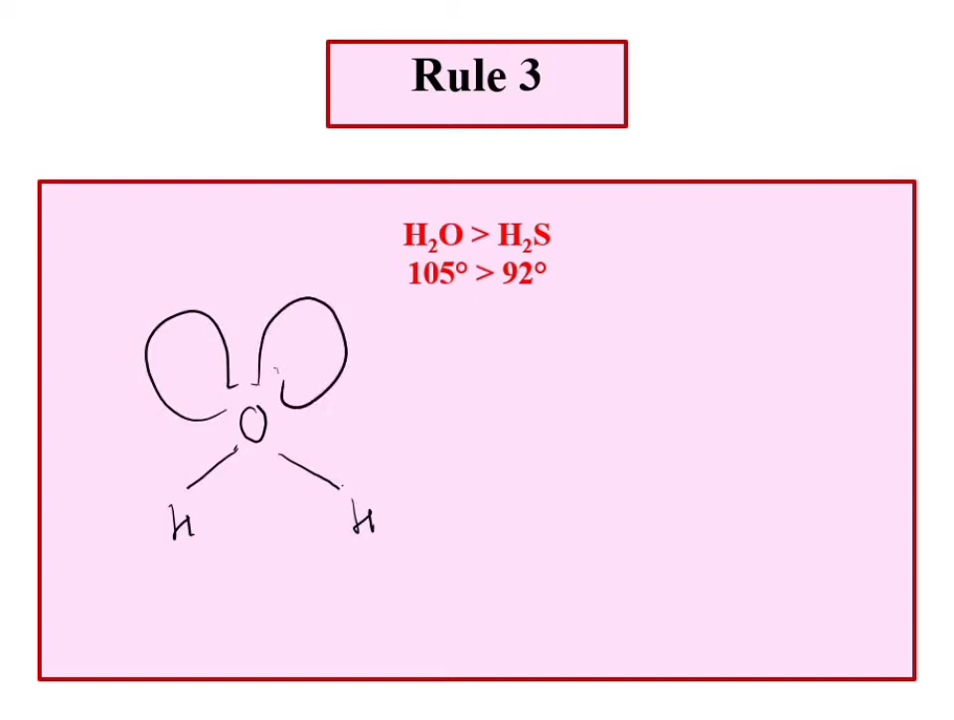 Rule 3
H₂O > H₂S
105° > 92°
O
H H